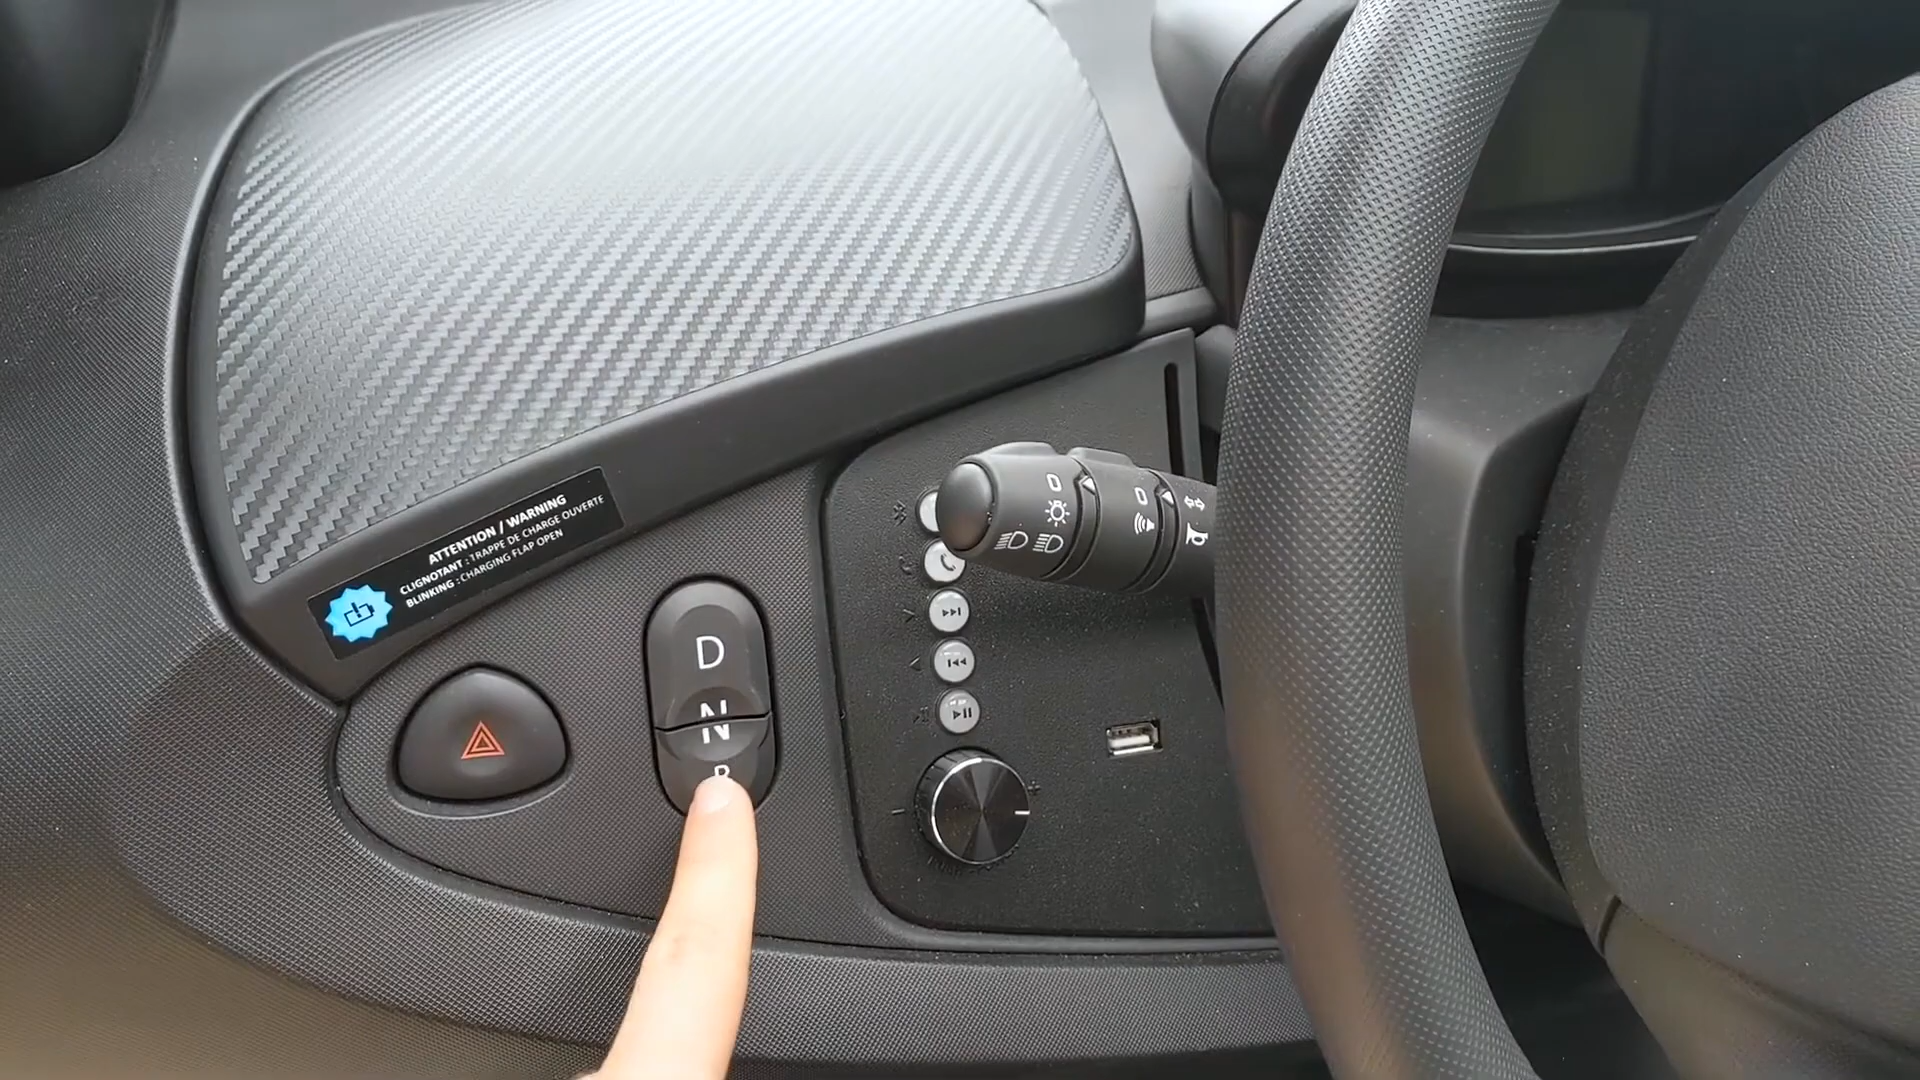 ATTENTION / WARNING
CLIGNOTANT : TRAPPE DE CHARGE OUVERTE
BLINKING : CHARGING FLAP OPEN
D
N
R